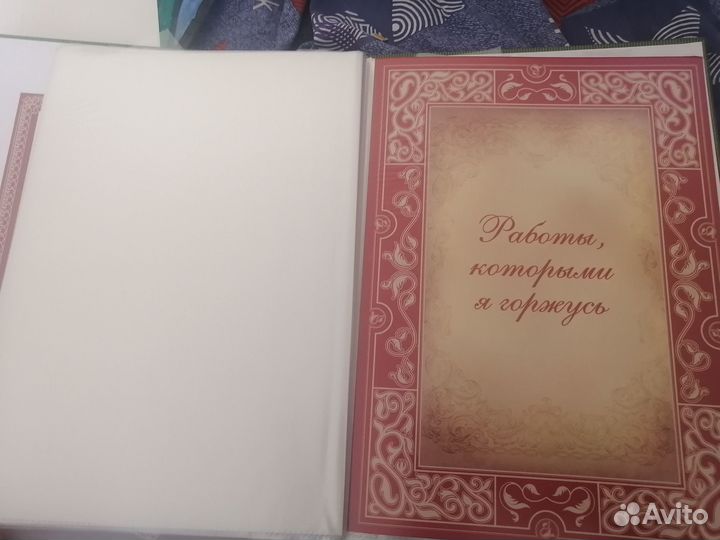 Работы,
которыми
я горжусь
Avito